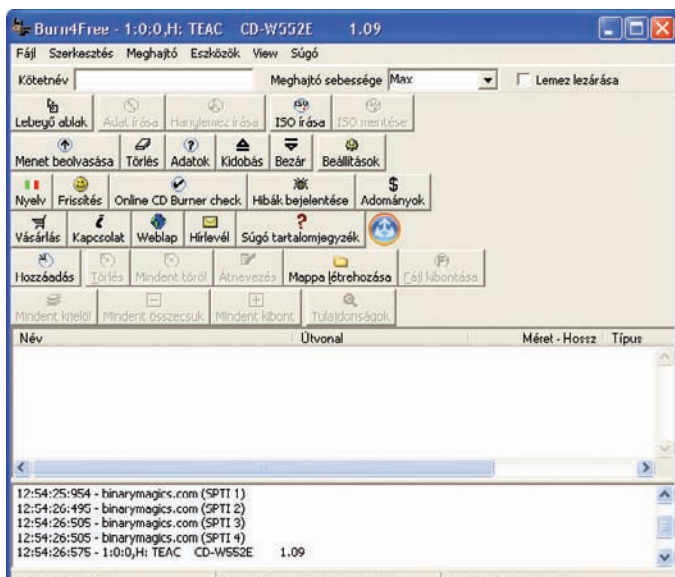 Burn4Free - 1:0:0,H: TEAC CD-W552E 1.09
Fájl Szerkesztés Meghajtó Eszközök View Súgó
Kötetnév Meghajtó sebessége Max Lemez lezárása
Lebegő ablak Adat írása Hanglemez írása ISO írása ISO mentése
Menet beolvasása Törlés Adatok Kidobás Bezár Beállítások
Nyelv Frissítés Online CD Burner check Hibák bejelentése Adományok
Vásárlás Kapcsolat Weblap Hírlevél Súgó tartalomjegyzék
Hozzáadás Törlés Mindent töröl Átnevezés Mappa létrehozása Fájl kibontása
Mindent kijelöl Mindent összecsuk Mindent kibont Tulajdonságok
Név Útvonal Méret - Hossz Típus
12:54:25:954 - binarymagics.com (SPTI 1)
12:54:26:495 - binarymagics.com (SPTI 2)
12:54:26:505 - binarymagics.com (SPTI 3)
12:54:26:505 - binarymagics.com (SPTI 4)
12:54:26:575 - 1:0:0,H: TEAC CD-W552E 1.09